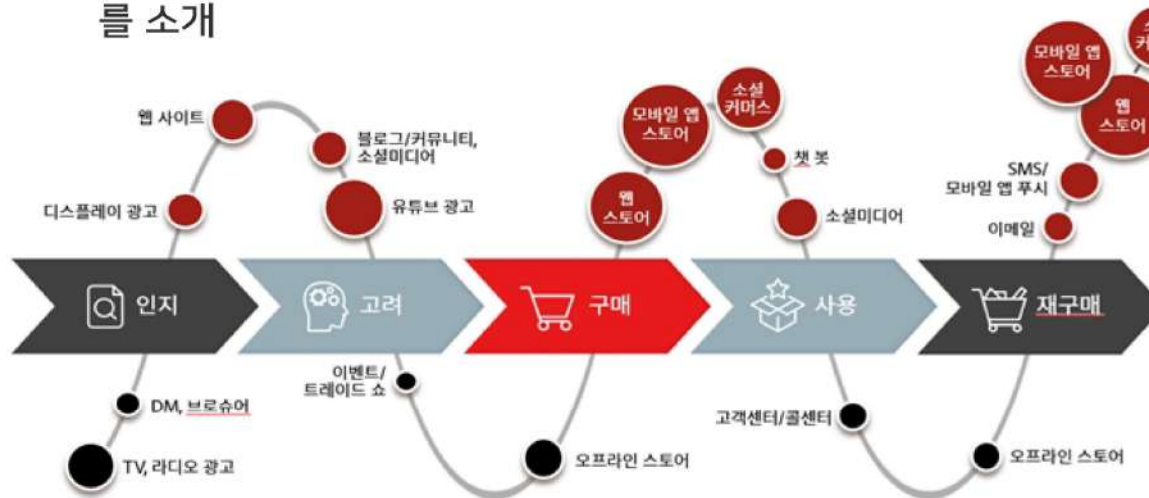 를 소개
웹 사이트
블로그/커뮤니티,
소셜미디어
디스플레이 광고
유튜브 광고
모바일 앱
스토어
소셜
커머스
챗 봇
웹
스토어
소셜미디어
모바일 앱
스토어
웹
스토어
SMS/
모바일 앱 푸시
이메일
인지
고려
구매
사용
재구매
이벤트/
트레이드 쇼
DM, 브로슈어
TV, 라디오 광고
오프라인 스토어
고객센터/콜센터
오프라인 스토어